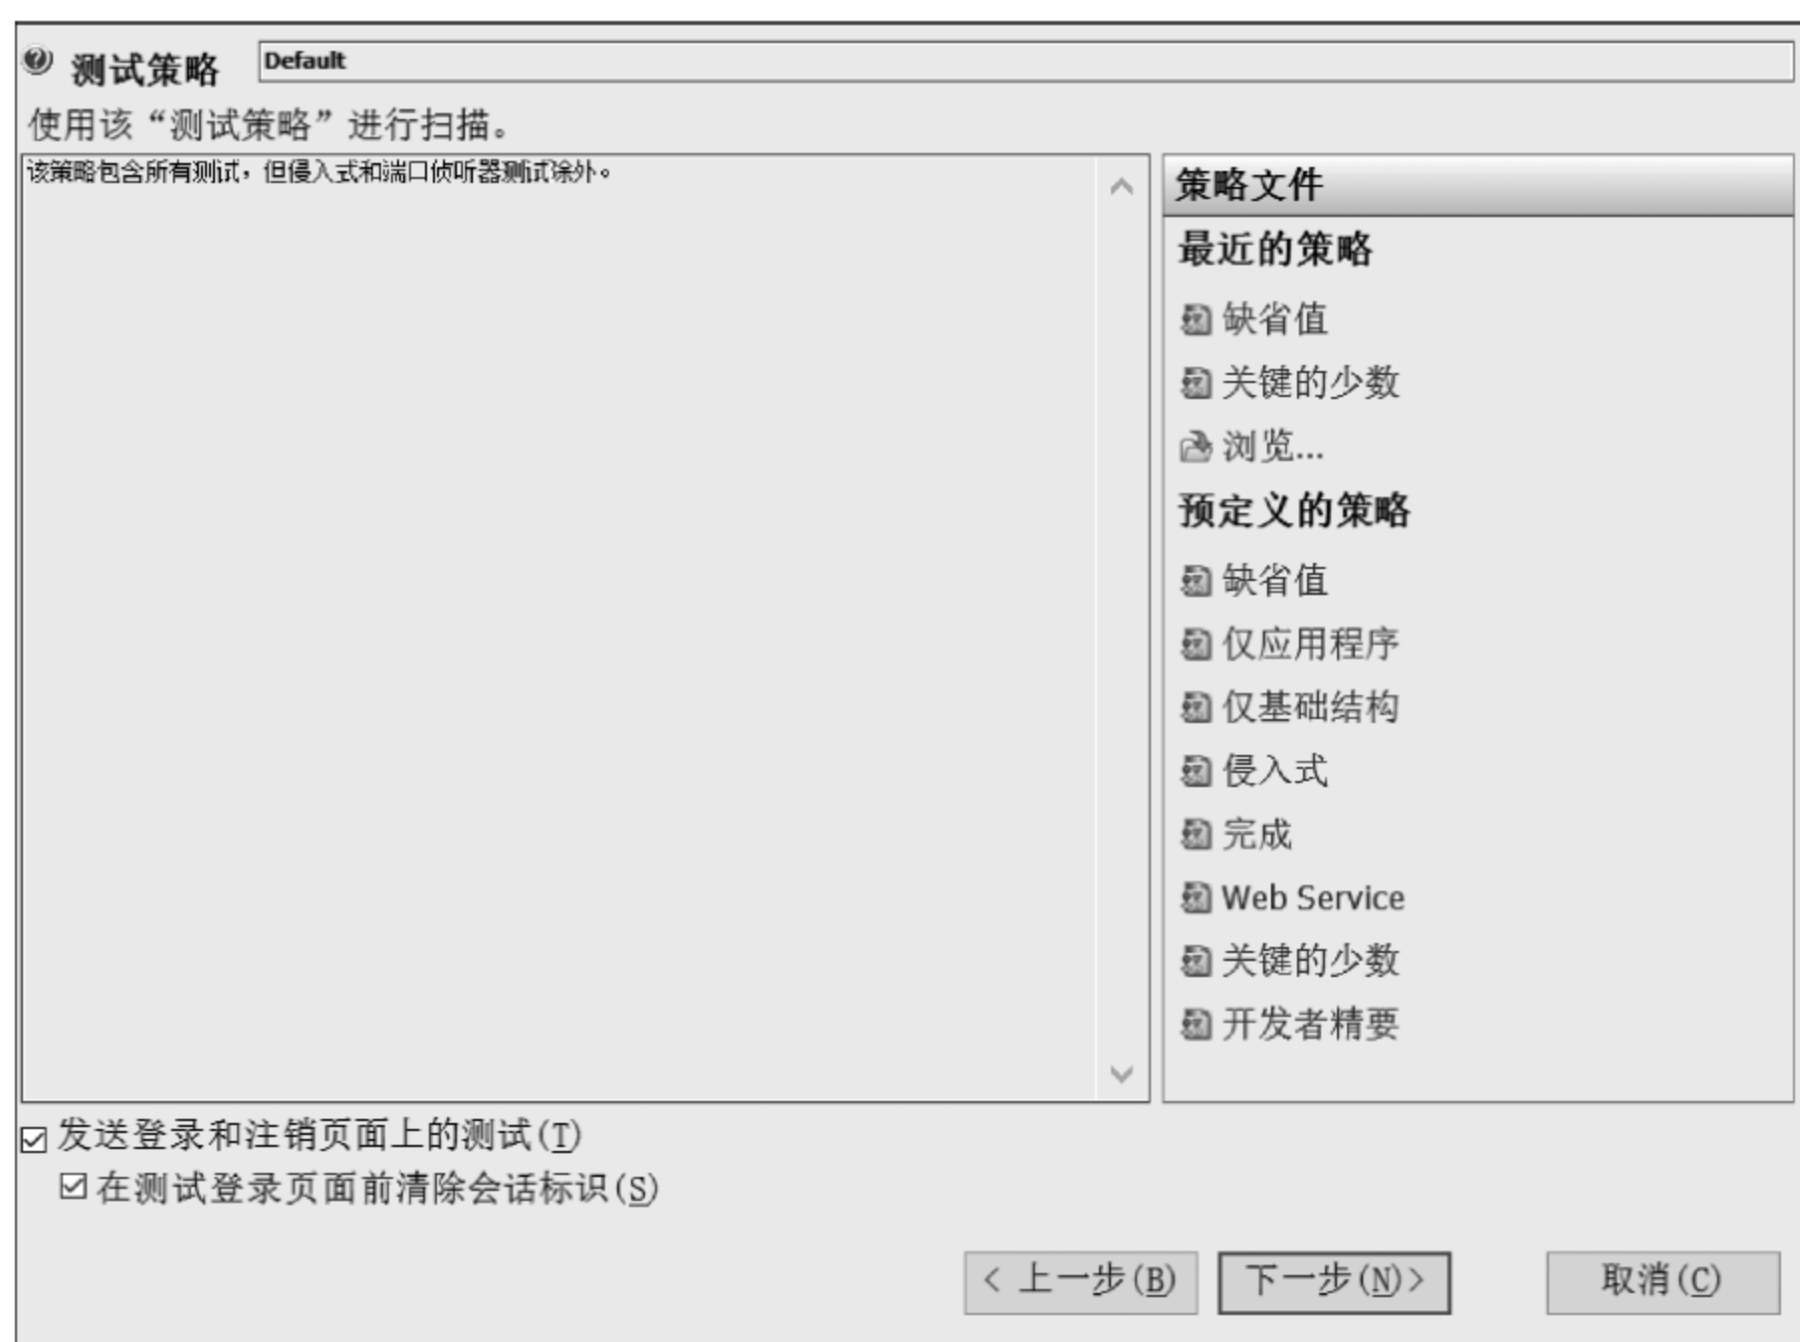 测试策略 Default
使用该“测试策略”进行扫描。
该策略包含所有测试，但侵入式和端口侦听器测试除外。
策略文件
最近的策略
缺省值
关键的少数
浏览...
预定义的策略
缺省值
仅应用程序
仅基础结构
侵入式
完成
Web Service
关键的少数
开发者精要
发送登录和注销页面上的测试(T)
在测试登录页面前清除会话标识(S)
< 上一步(B) 下一步(N)> 取消(C)